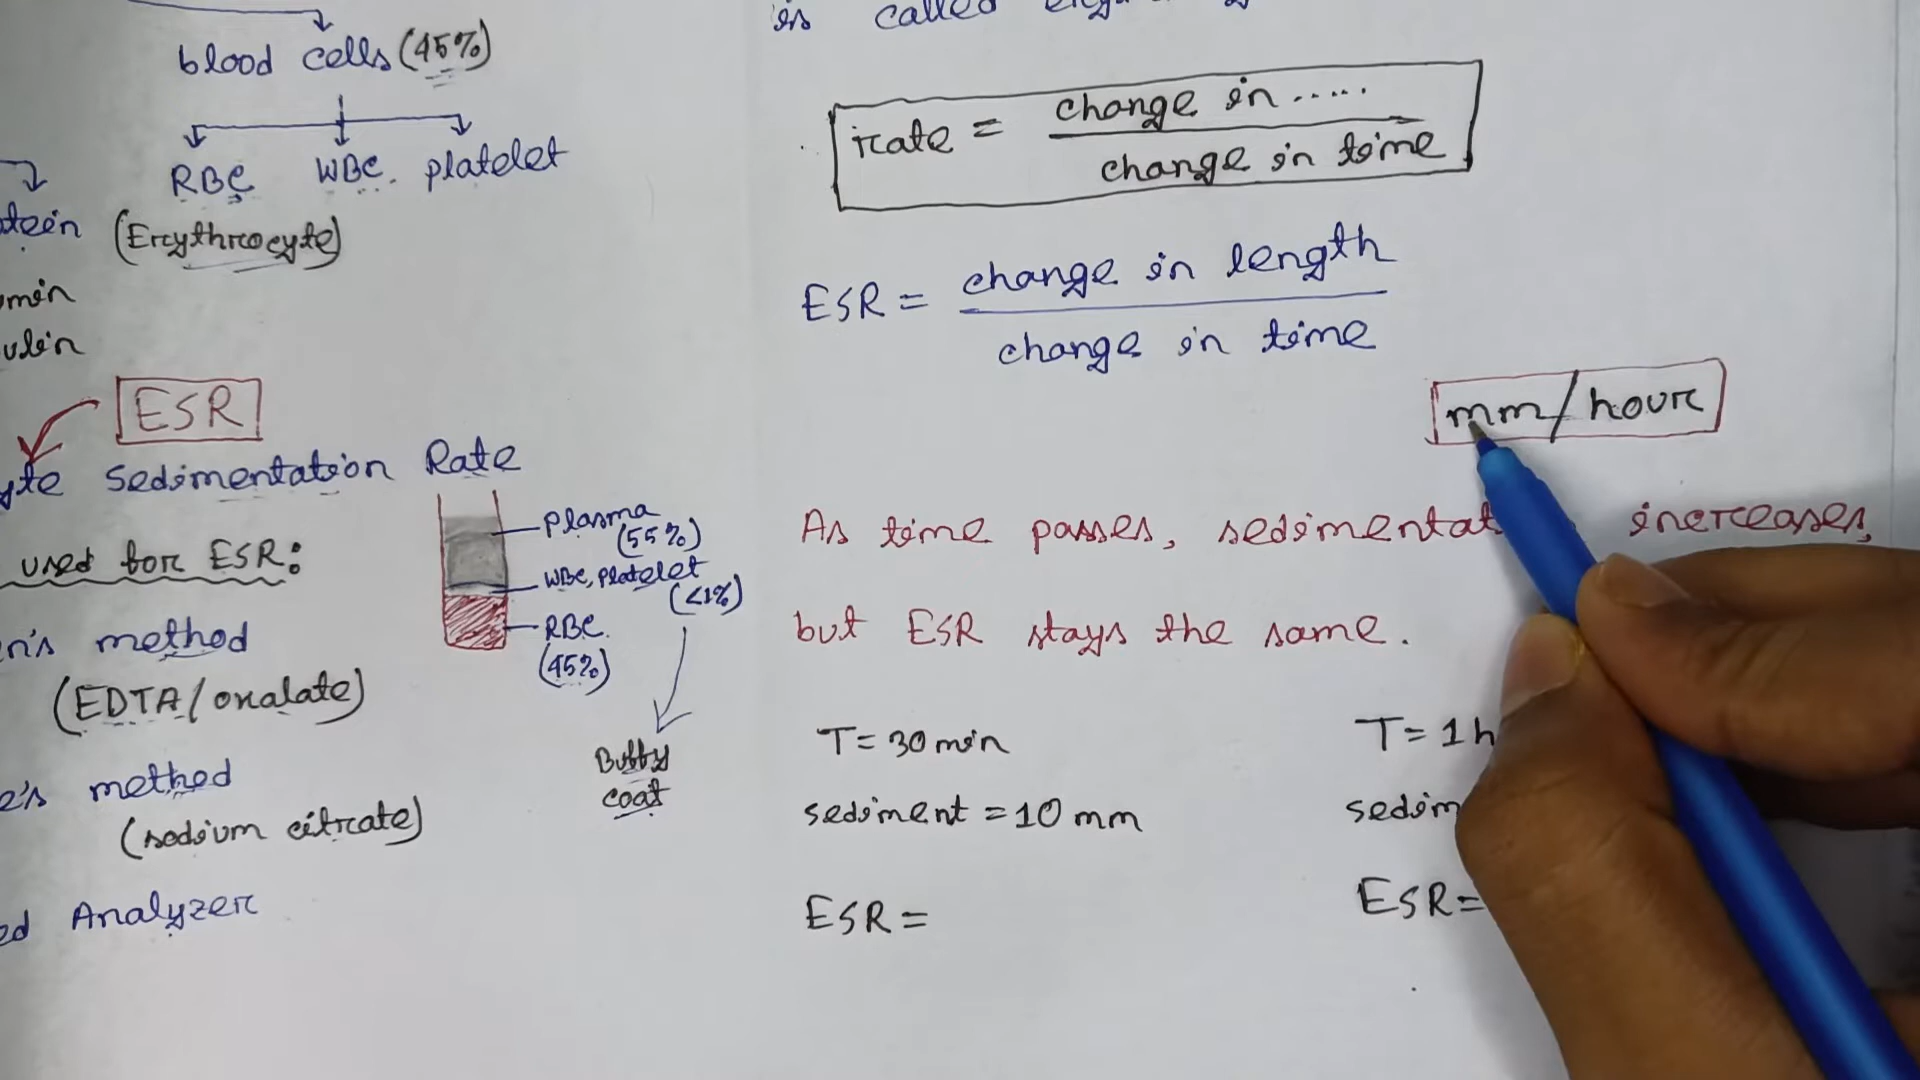 blood cells (45%)
RBC WBC platelet
(Erythrocyte)
ESR
Sedimentation Rate
used for ESR:
method
(EDTA/oxalate)
method
(sodium citrate)
Analyzer
plasma
(55%)
WBC, platelet
(<1%)
RBC
(45%)
Buffy
coat
is called
rate = change in .....
change in time
ESR = change in length
change in time
mm/hour
As time passes, increases,
but ESR stays the same.
T = 30 min
sediment = 10 mm
ESR =
T = 1 h
ESR =